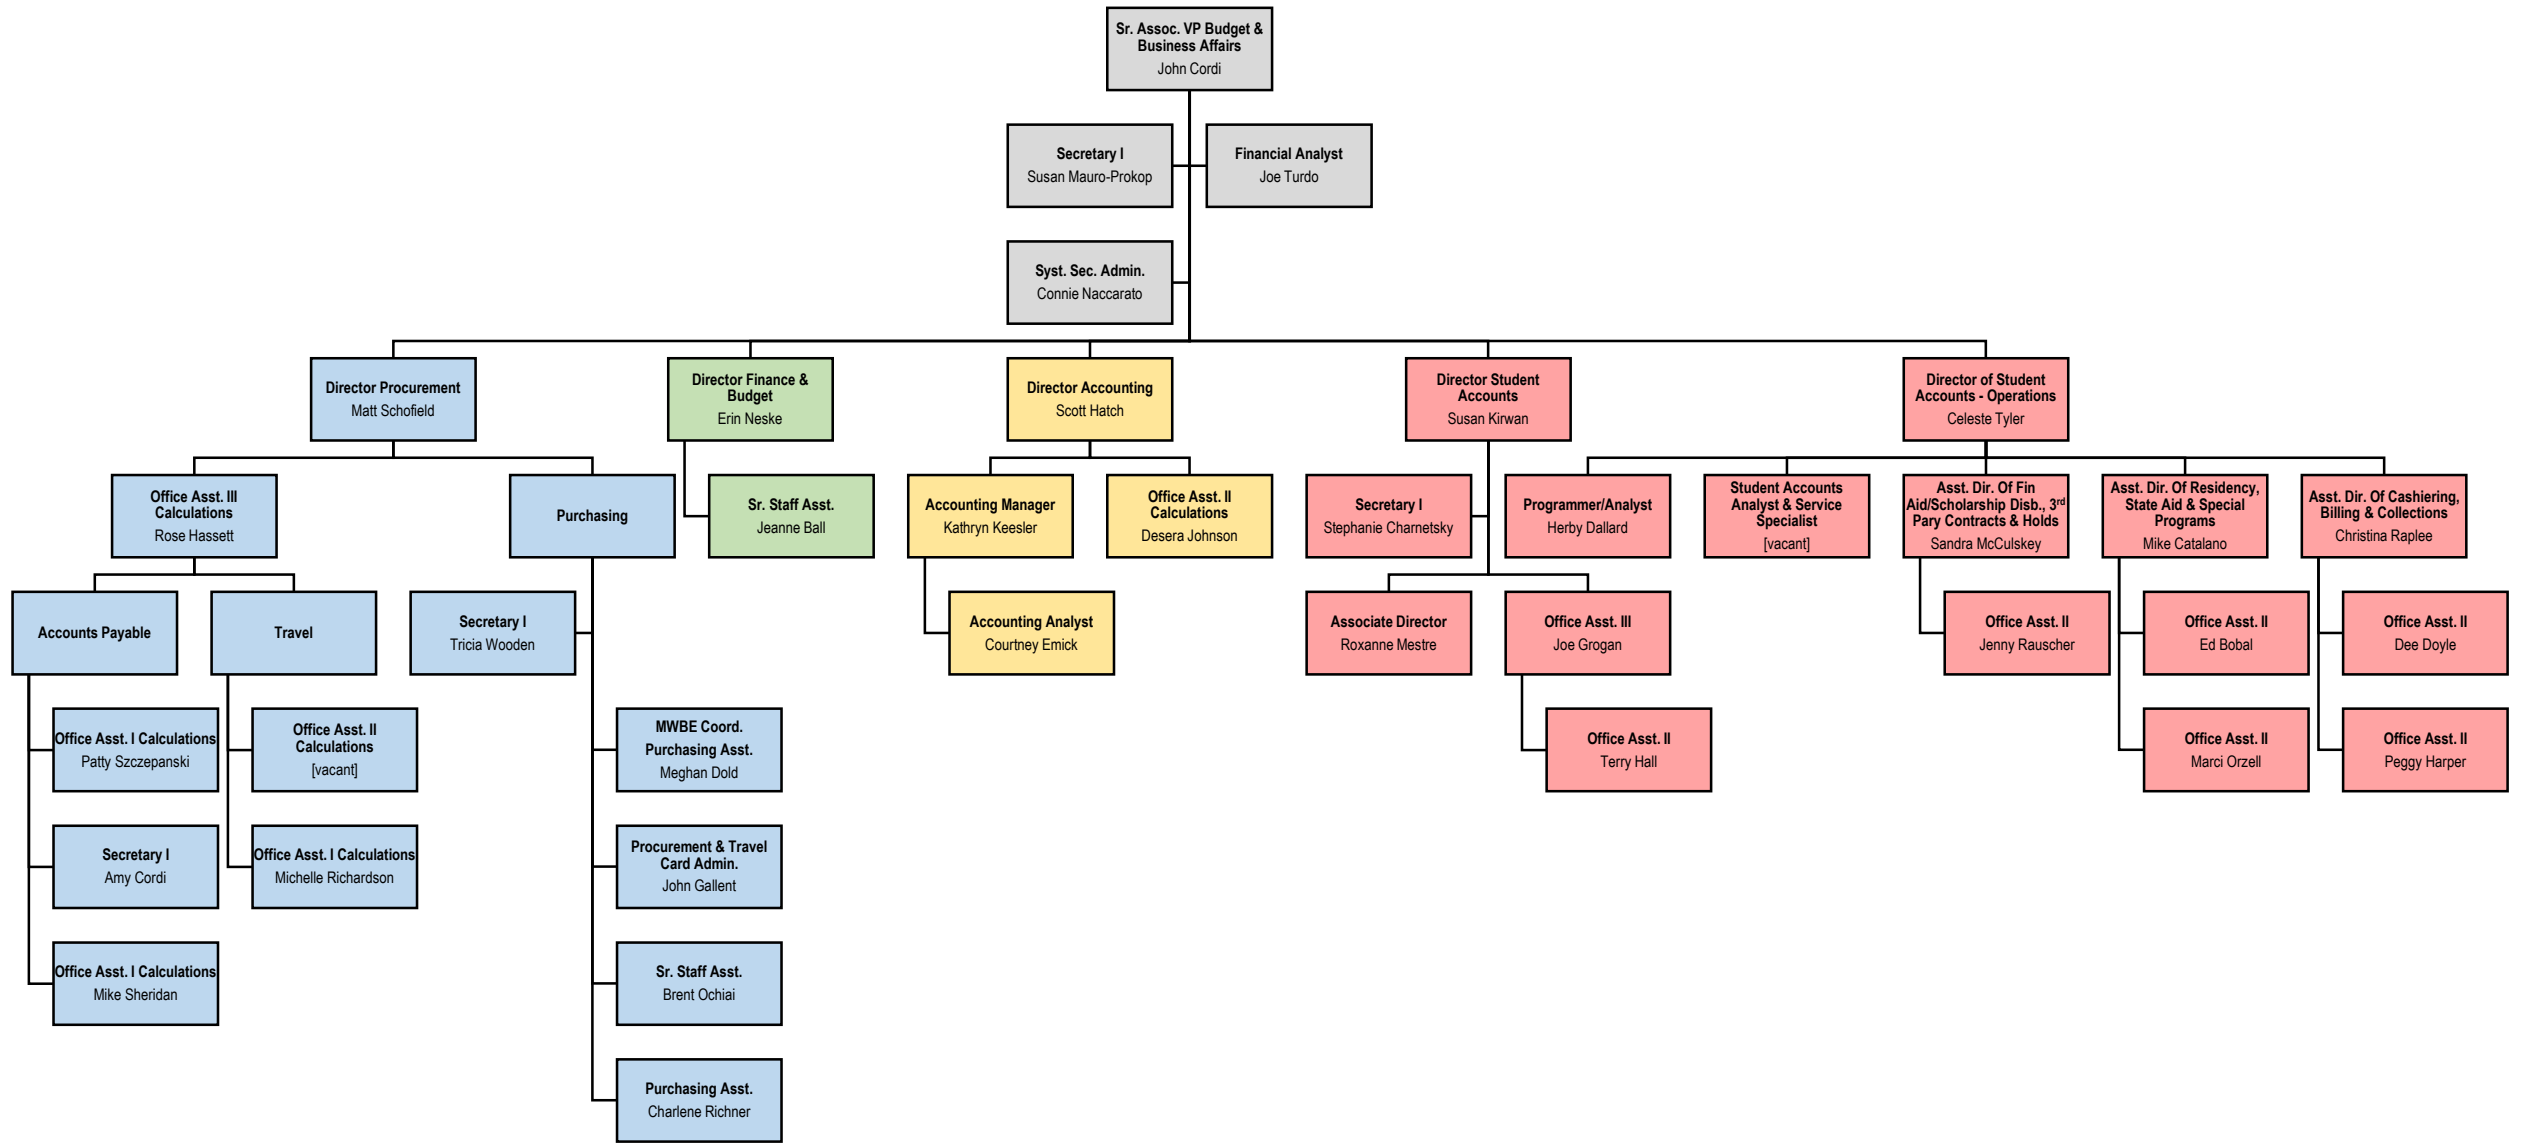 Sr. Assoc. VP Budget &
Business Affairs
John Cordi
Secretary I
Susan Mauro-Prokop
Financial Analyst
Joe Turdo
Syst. Sec. Admin.
Connie Naccarato
Director Procurement
Matt Schofield
Director Finance &
Budget
Erin Neske
Director Accounting
Scott Hatch
Director Student
Accounts
Susan Kirwan
Director of Student
Accounts - Operations
Celeste Tyler
Office Asst. III
Calculations
Rose Hassett
Purchasing
Sr. Staff Asst.
Jeanne Ball
Accounting Manager
Kathryn Keesler
Office Asst. II
Calculations
Desera Johnson
Secretary I
Stephanie Charnetsky
Programmer/Analyst
Herby Dallard
Student Accounts
Analyst & Service
Specialist
[vacant]
Asst. Dir. Of Fin
Aid/Scholarship Disb., 3rd
Pary Contracts & Holds
Sandra McCulskey
Asst. Dir. Of Residency,
State Aid & Special
Programs
Mike Catalano
Asst. Dir. Of Cashiering,
Billing & Collections
Christina Raplee
Accounts Payable
Travel
Secretary I
Tricia Wooden
Accounting Analyst
Courtney Emick
Associate Director
Roxanne Mestre
Office Asst. III
Joe Grogan
Office Asst. II
Jenny Rauscher
Office Asst. II
Ed Bobal
Office Asst. II
Dee Doyle
Office Asst. I Calculations
Patty Szczepanski
Office Asst. II
Calculations
[vacant]
MWBE Coord.
Purchasing Asst.
Meghan Dold
Office Asst. II
Terry Hall
Office Asst. II
Marci Orzell
Office Asst. II
Peggy Harper
Secretary I
Amy Cordi
Office Asst. I Calculations
Michelle Richardson
Procurement & Travel
Card Admin.
John Gallent
Office Asst. I Calculations
Mike Sheridan
Sr. Staff Asst.
Brent Ochiai
Purchasing Asst.
Charlene Richner